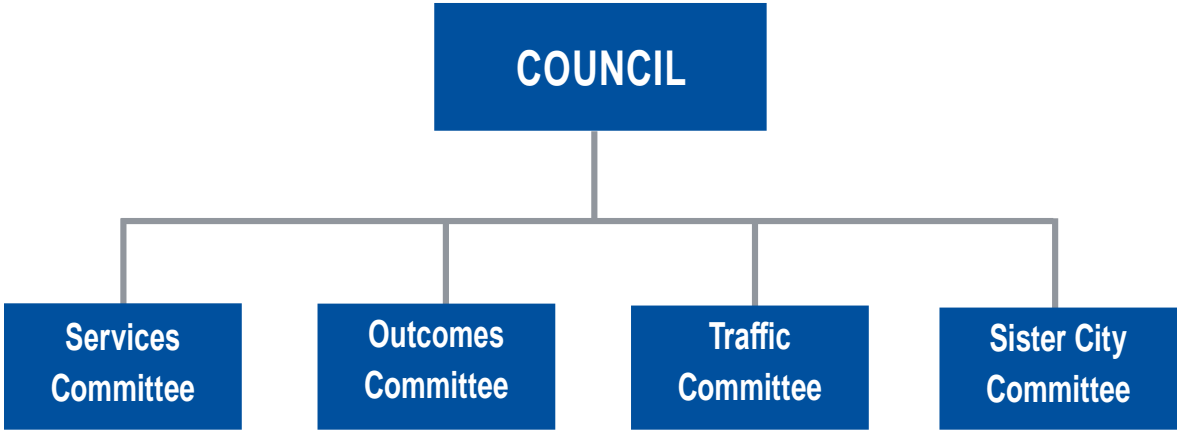 COUNCIL
Services
Committee
Outcomes
Committee
Traffic
Committee
Sister City
Committee